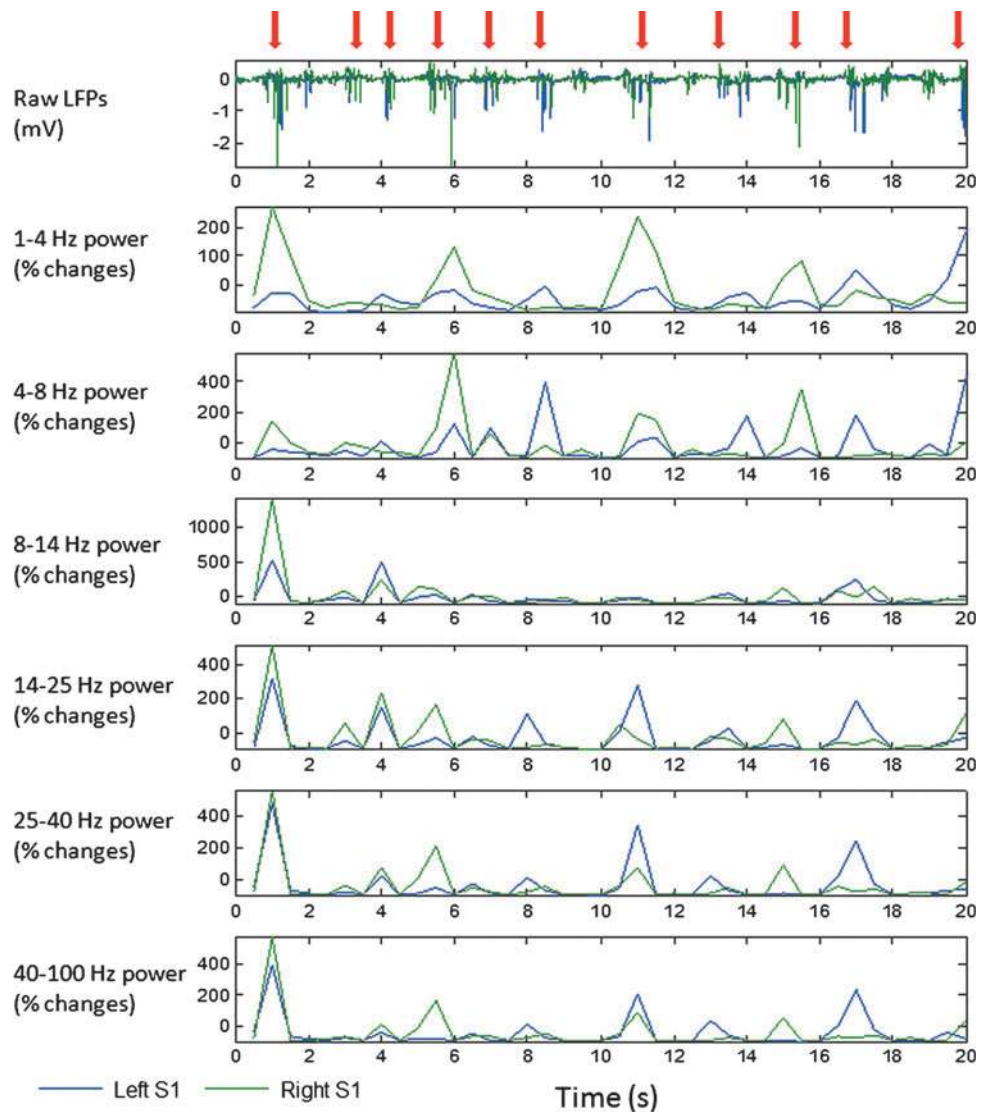 Raw LFPs
(mV)
0
-1
-2
0 2 4 6 8 10 12 14 16 18 20
1-4 Hz power
(% changes)
200
100
0
0 2 4 6 8 10 12 14 16 18 20
4-8 Hz power
(% changes)
400
200
0
0 2 4 6 8 10 12 14 16 18 20
8-14 Hz power
(% changes)
1000
500
0
0 2 4 6 8 10 12 14 16 18 20
14-25 Hz power
(% changes)
400
200
0
0 2 4 6 8 10 12 14 16 18 20
25-40 Hz power
(% changes)
400
200
0
0 2 4 6 8 10 12 14 16 18 20
40-100 Hz power
(% changes)
400
200
0
0 2 4 6 8 10 12 14 16 18 20
Left S1 Right S1 Time (s)